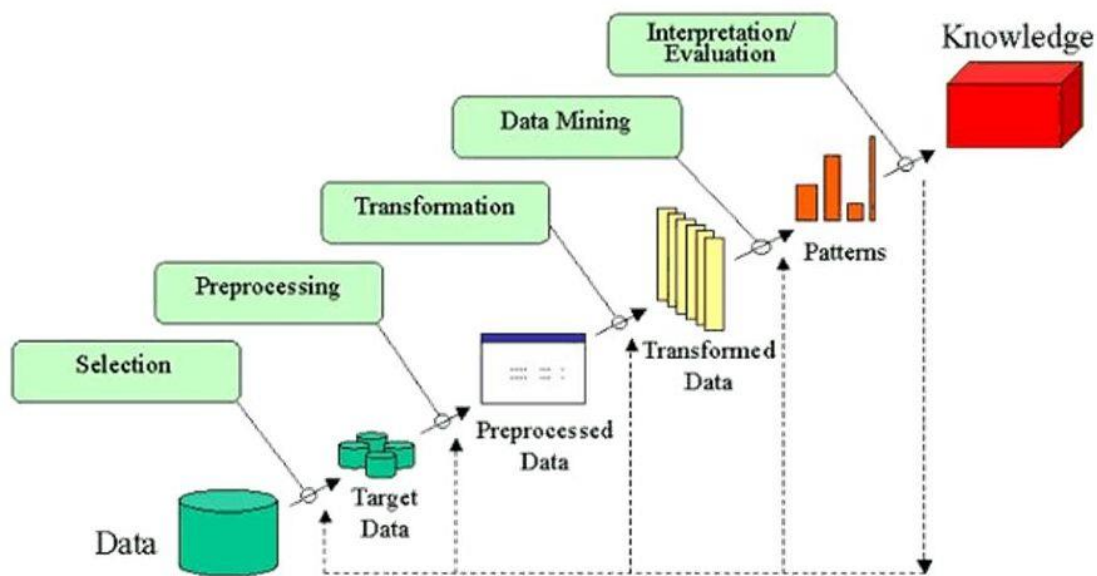 Interpretation/
Evaluation
Knowledge
Data Mining
Transformation
Patterns
Preprocessing
Transformed
Data
Selection
Preprocessed
Data
Target
Data
Data